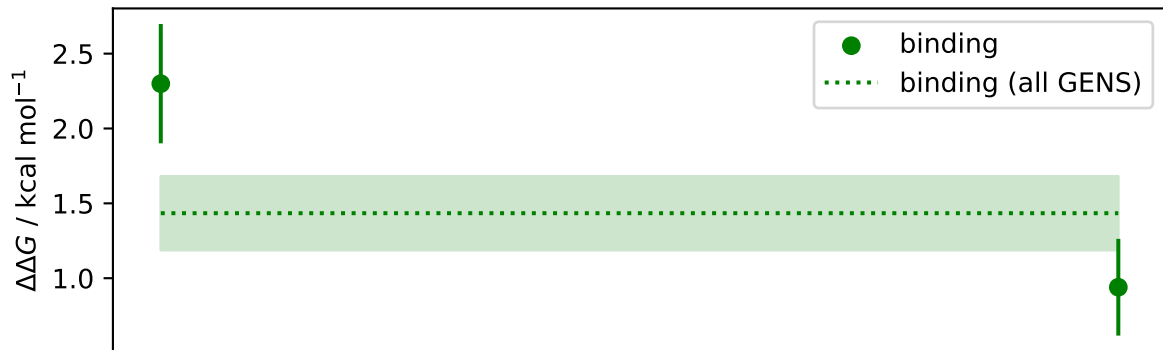 ΔΔG / kcal mol⁻¹
2.5
2.0
1.5
1.0
binding
binding (all GENS)